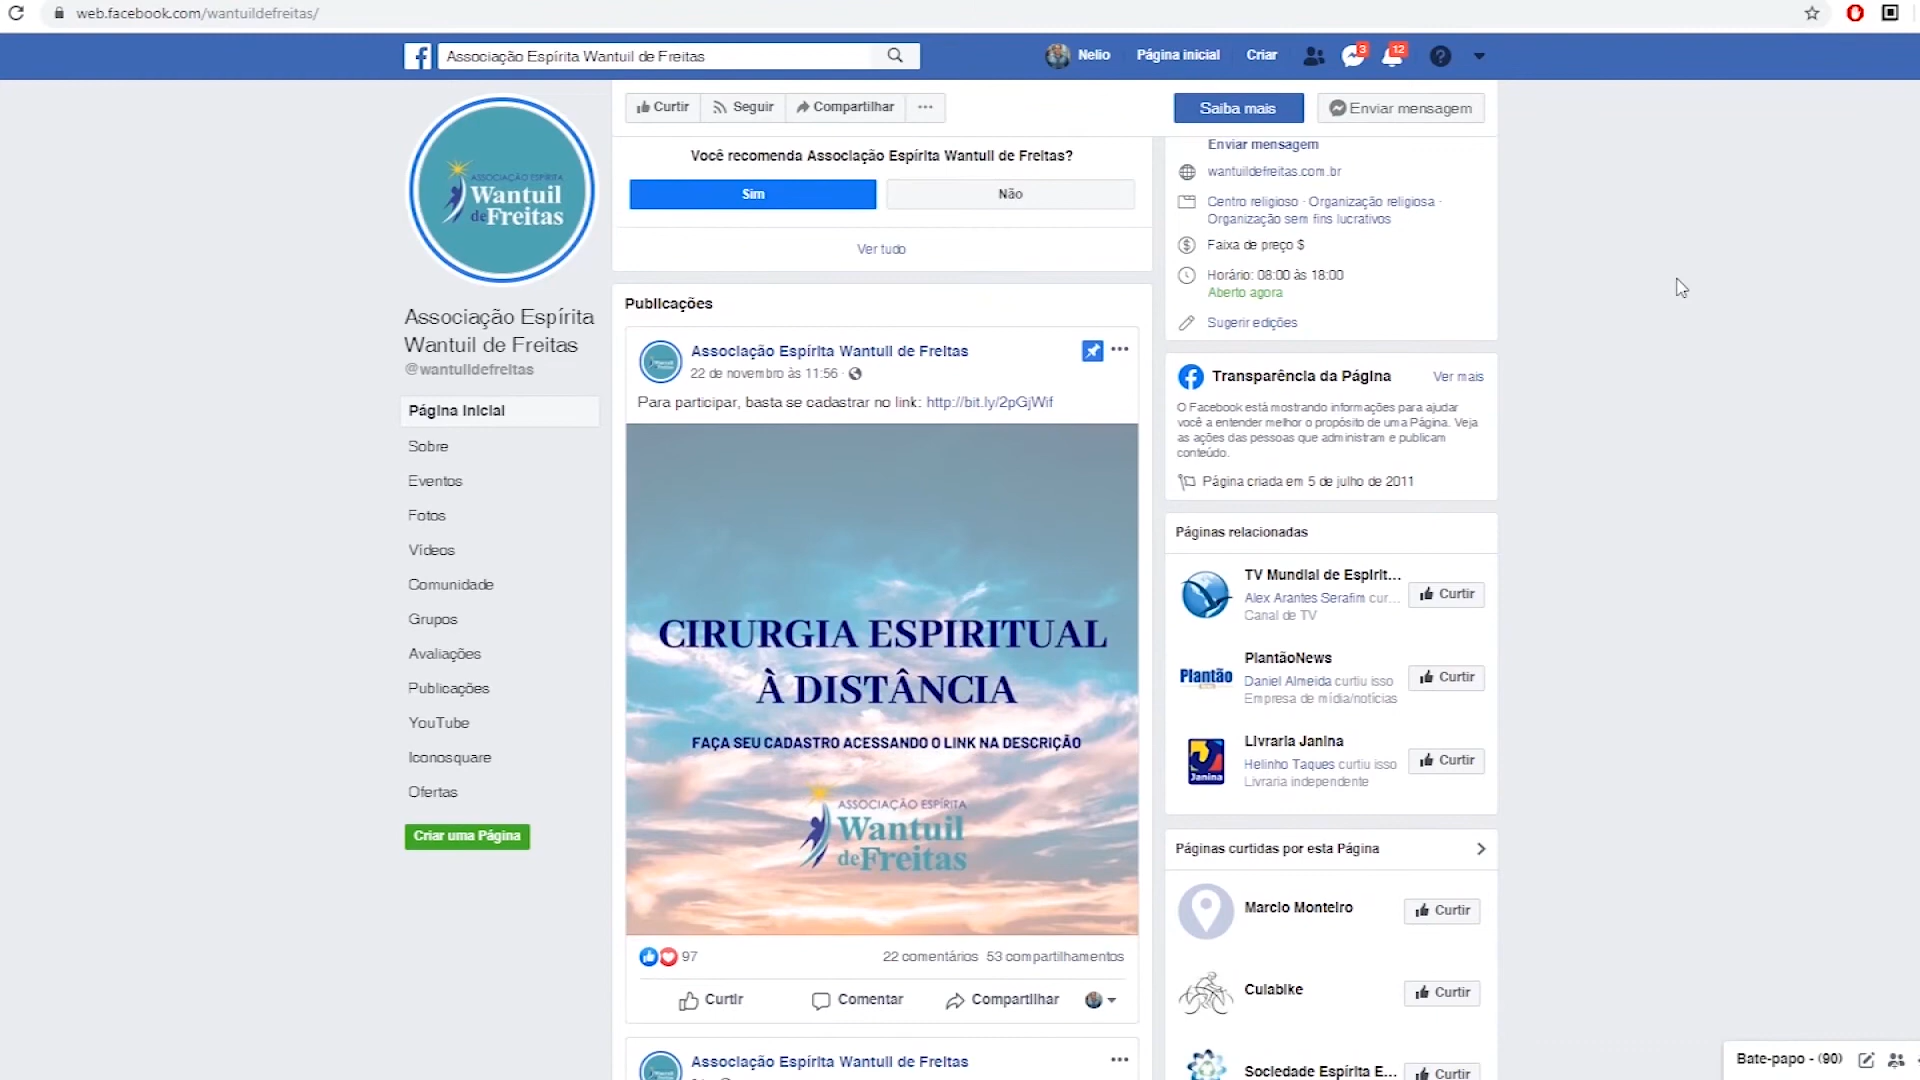 web.facebook.com/wantuildefreitas/
Associação Espírita Wantuil de Freitas
Nelio
Página inicial
Criar
3
12
Curtir
Seguir
Compartilhar
Saiba mais
Enviar mensagem
ASSOCIAÇÃO ESPÍRITA
Wantuil
deFreitas
Associação Espírita
Wantuil de Freitas
@wantuildefreitas
Página inicial
Sobre
Eventos
Fotos
Vídeos
Comunidade
Grupos
Avaliações
Publicações
YouTube
Iconosquare
Ofertas
Criar uma Página
Você recomenda Associação Espírita Wantuil de Freitas?
Sim
Não
Ver tudo
Publicações
Associação Espírita Wantuil de Freitas
22 de novembro às 11:56 ·
Para participar, basta se cadastrar no link: http://bit.ly/2pGjWif
CIRURGIA ESPIRITUAL
À DISTÂNCIA
FAÇA SEU CADASTRO ACESSANDO O LINK NA DESCRIÇÃO
ASSOCIAÇÃO ESPÍRITA
Wantuil
deFreitas
97
22 comentários 53 compartilhamentos
Curtir
Comentar
Compartilhar
Associação Espírita Wantuil de Freitas
Enviar mensagem
wantuildefreitas.com.br
Centro religioso · Organização religiosa ·
Organização sem fins lucrativos
Faixa de preço $
Horário: 08:00 às 18:00
Aberto agora
Sugerir edições
Transparência da Página
Ver mais
O Facebook está mostrando informações para ajudar
você a entender melhor o propósito de uma Página. Veja
as ações das pessoas que administram e publicam
conteúdo.
Página criada em 5 de julho de 2011
Páginas relacionadas
TV Mundial de Espirit...
Alex Arantes Serafim cur...
Canal de TV
Curtir
Plantão
PlantãoNews
Daniel Almeida curtiu isso
Empresa de mídia/notícias
Curtir
Janina
Livraria Janina
Helinho Taques curtiu isso
Livraria independente
Curtir
Páginas curtidas por esta Página
Marcio Monteiro
Curtir
Cuiabike
Curtir
Sociedade Espírita E...
Curtir
Bate-papo - (90)